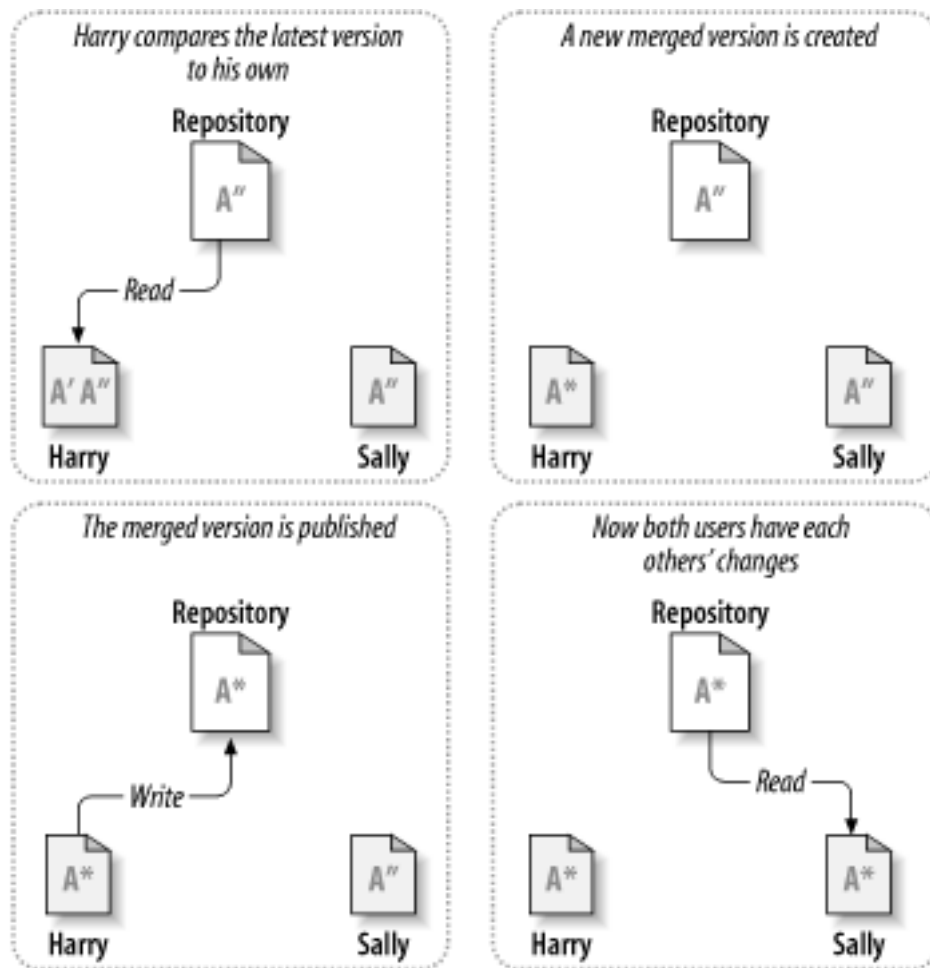 Harry compares the latest version
to his own
Repository
A″
Read
A′ A″
A″
Harry
Sally
A new merged version is created
Repository
A″
A*
A″
Harry
Sally
The merged version is published
Repository
A*
Write
A*
A″
Harry
Sally
Now both users have each
others’ changes
Repository
A*
Read
A*
A*
Harry
Sally